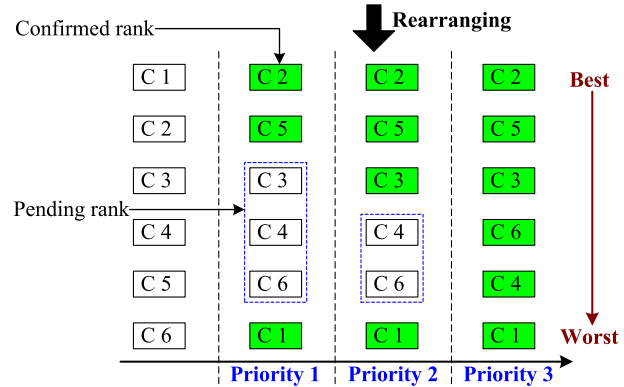 Rearranging
Confirmed rank
C 1 C 2 C 2 C 2 Best
C 2 C 5 C 5 C 5
C 3 C 3 C 3 C 3
Pending rank
C 4 C 4 C 4 C 6
C 5 C 6 C 6 C 4
C 6 C 1 C 1 C 1 Worst
Priority 1 Priority 2 Priority 3